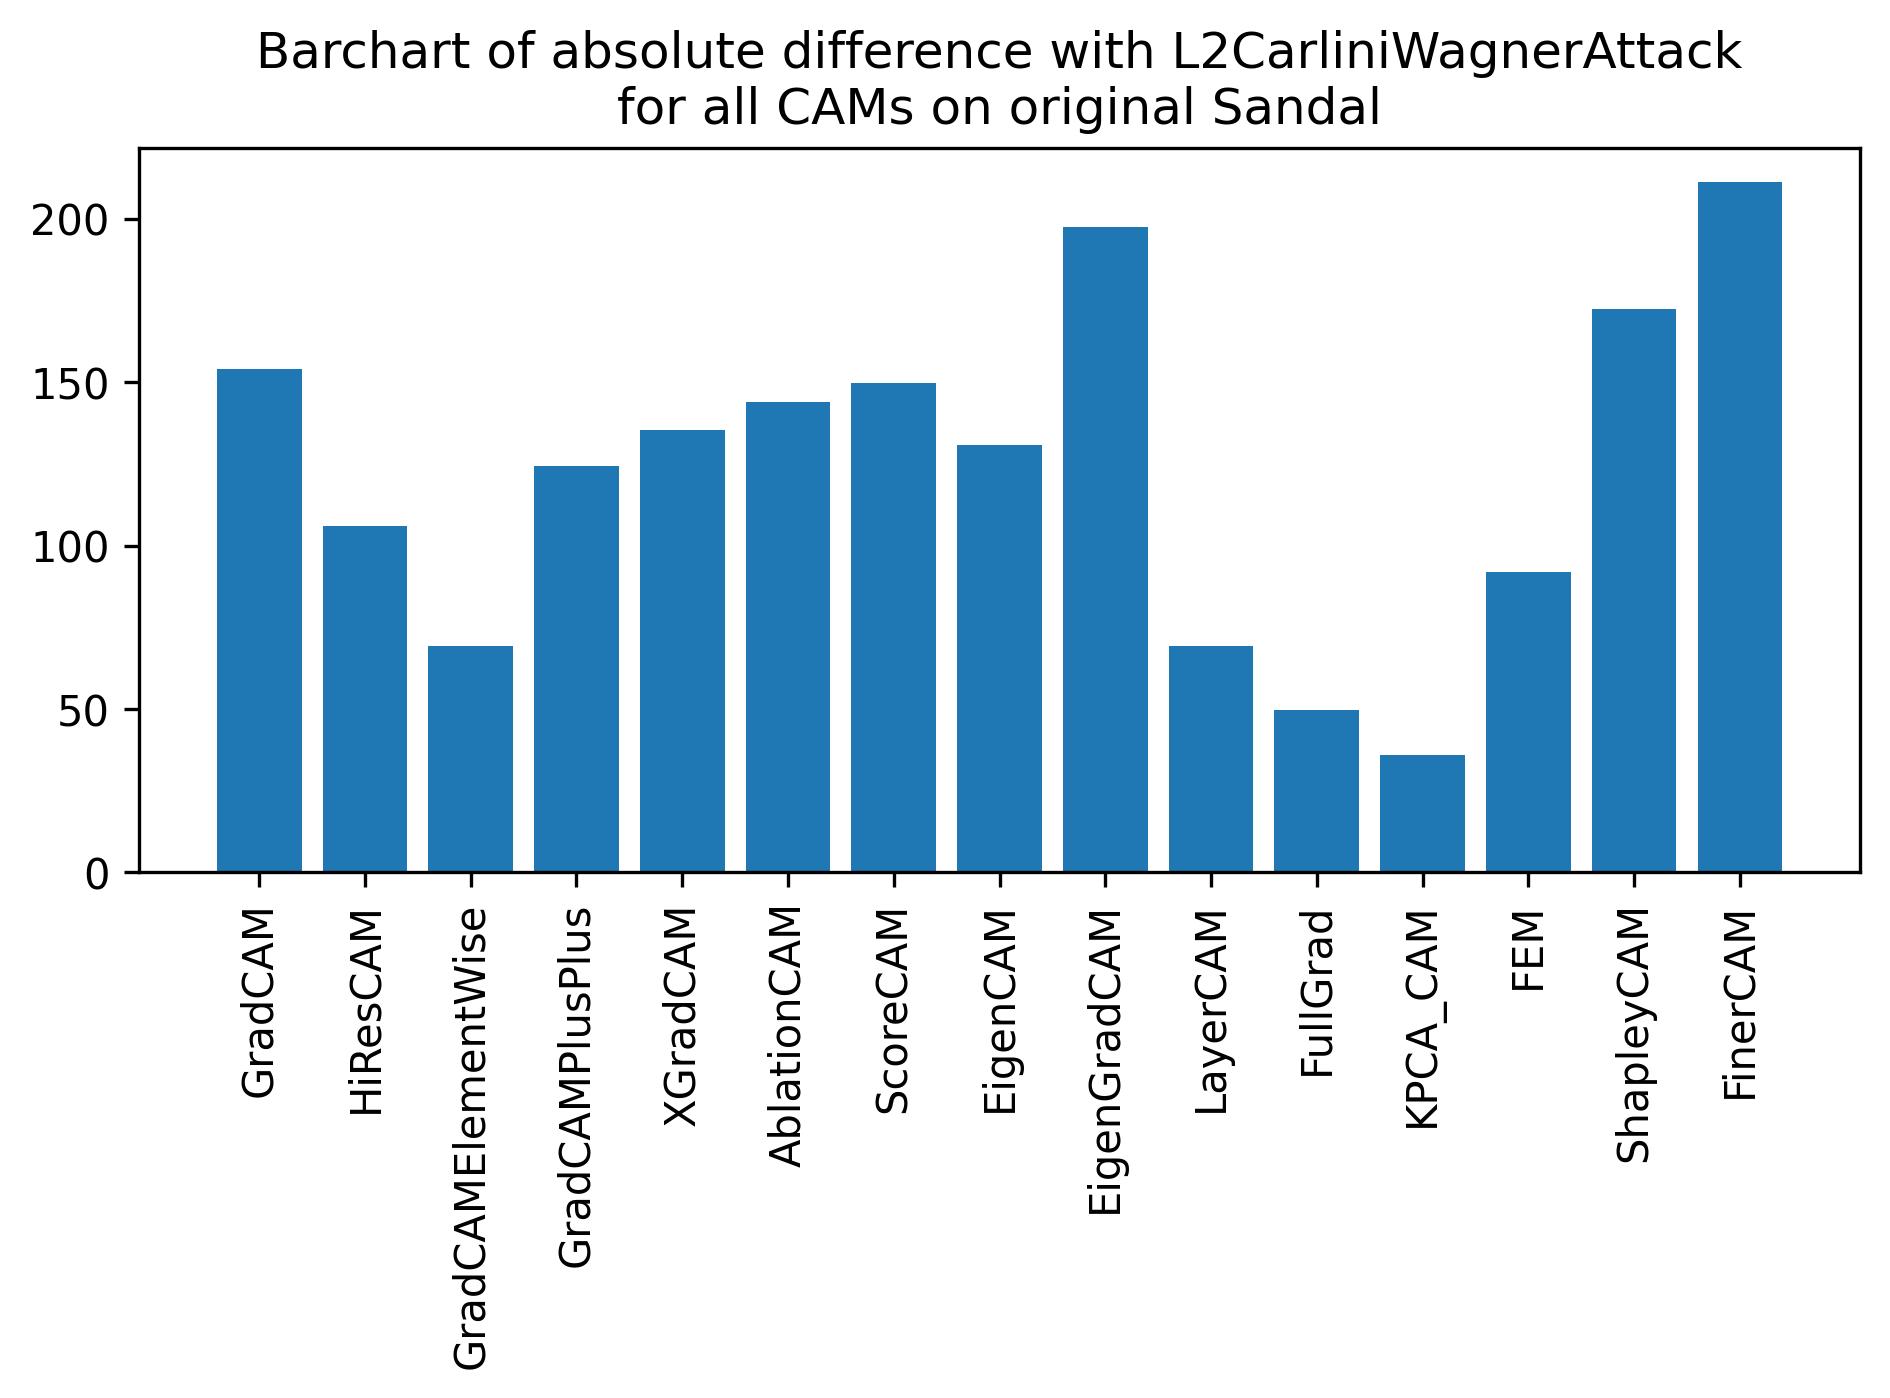 Barchart of absolute difference with L2CarliniWagnerAttack
for all CAMs on original Sandal
200
150
100
50
0
GradCAM
HiResCAM
GradCAMElementWise
GradCAMPlusPlus
XGradCAM
AblationCAM
ScoreCAM
EigenCAM
EigenGradCAM
LayerCAM
FullGrad
KPCA_CAM
FEM
ShapleyCAM
FinerCAM